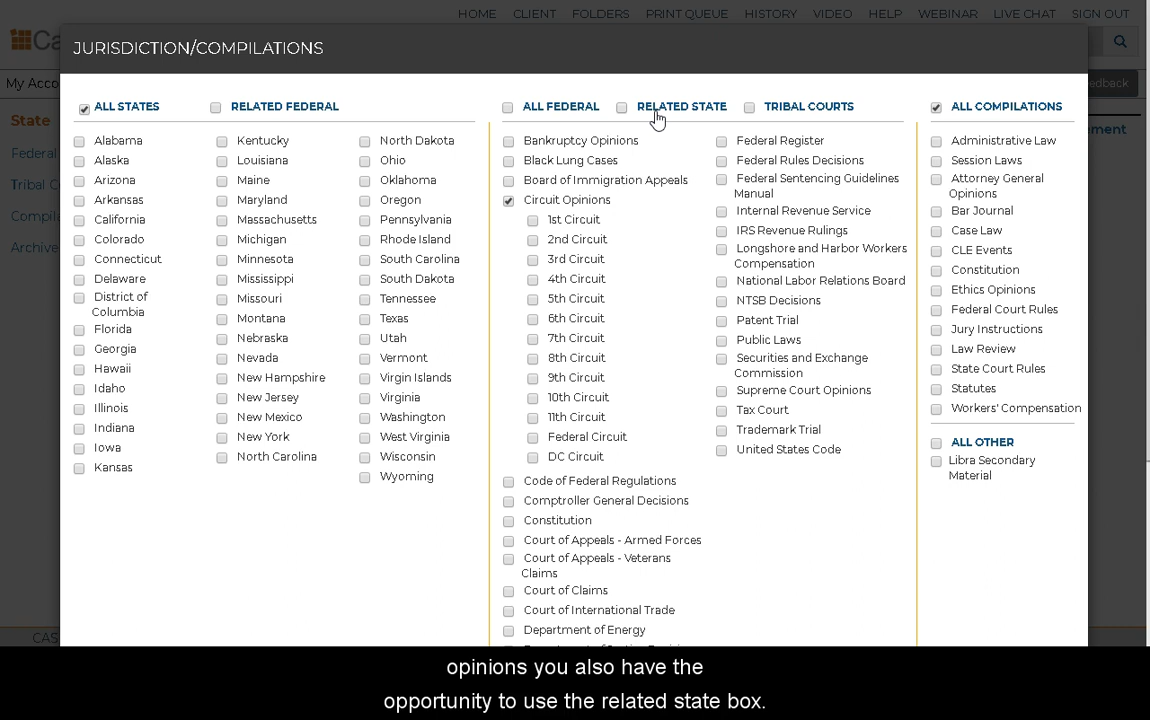 HOME CLIENT FOLDERS PRINT QUEUE HISTORY VIDEO HELP WEBINAR LIVE CHAT SIGN OUT
Ca
JURISDICTION/COMPILATIONS
My Acco
edback
State
Federal
Tribal C
Compil
Archive
ement
CAS
ALL STATES RELATED FEDERAL
Alabama
Alaska
Arizona
Arkansas
California
Colorado
Connecticut
Delaware
District of
Columbia
Florida
Georgia
Hawaii
Idaho
Illinois
Indiana
Iowa
Kansas
Kentucky
Louisiana
Maine
Maryland
Massachusetts
Michigan
Minnesota
Mississippi
Missouri
Montana
Nebraska
Nevada
New Hampshire
New Jersey
New Mexico
New York
North Carolina
North Dakota
Ohio
Oklahoma
Oregon
Pennsylvania
Rhode Island
South Carolina
South Dakota
Tennessee
Texas
Utah
Vermont
Virgin Islands
Virginia
Washington
West Virginia
Wisconsin
Wyoming
ALL FEDERAL RELATED STATE TRIBAL COURTS
Bankruptcy Opinions
Black Lung Cases
Board of Immigration Appeals
Circuit Opinions
1st Circuit
2nd Circuit
3rd Circuit
4th Circuit
5th Circuit
6th Circuit
7th Circuit
8th Circuit
9th Circuit
10th Circuit
11th Circuit
Federal Circuit
DC Circuit
Code of Federal Regulations
Comptroller General Decisions
Constitution
Court of Appeals - Armed Forces
Court of Appeals - Veterans
Claims
Court of Claims
Court of International Trade
Department of Energy
Federal Register
Federal Rules Decisions
Federal Sentencing Guidelines
Manual
Internal Revenue Service
IRS Revenue Rulings
Longshore and Harbor Workers
Compensation
National Labor Relations Board
NTSB Decisions
Patent Trial
Public Laws
Securities and Exchange
Commission
Supreme Court Opinions
Tax Court
Trademark Trial
United States Code
ALL COMPILATIONS
Administrative Law
Session Laws
Attorney General
Opinions
Bar Journal
Case Law
CLE Events
Constitution
Ethics Opinions
Federal Court Rules
Jury Instructions
Law Review
State Court Rules
Statutes
Workers' Compensation
ALL OTHER
Libra Secondary
Material
opinions you also have the
opportunity to use the related state box.